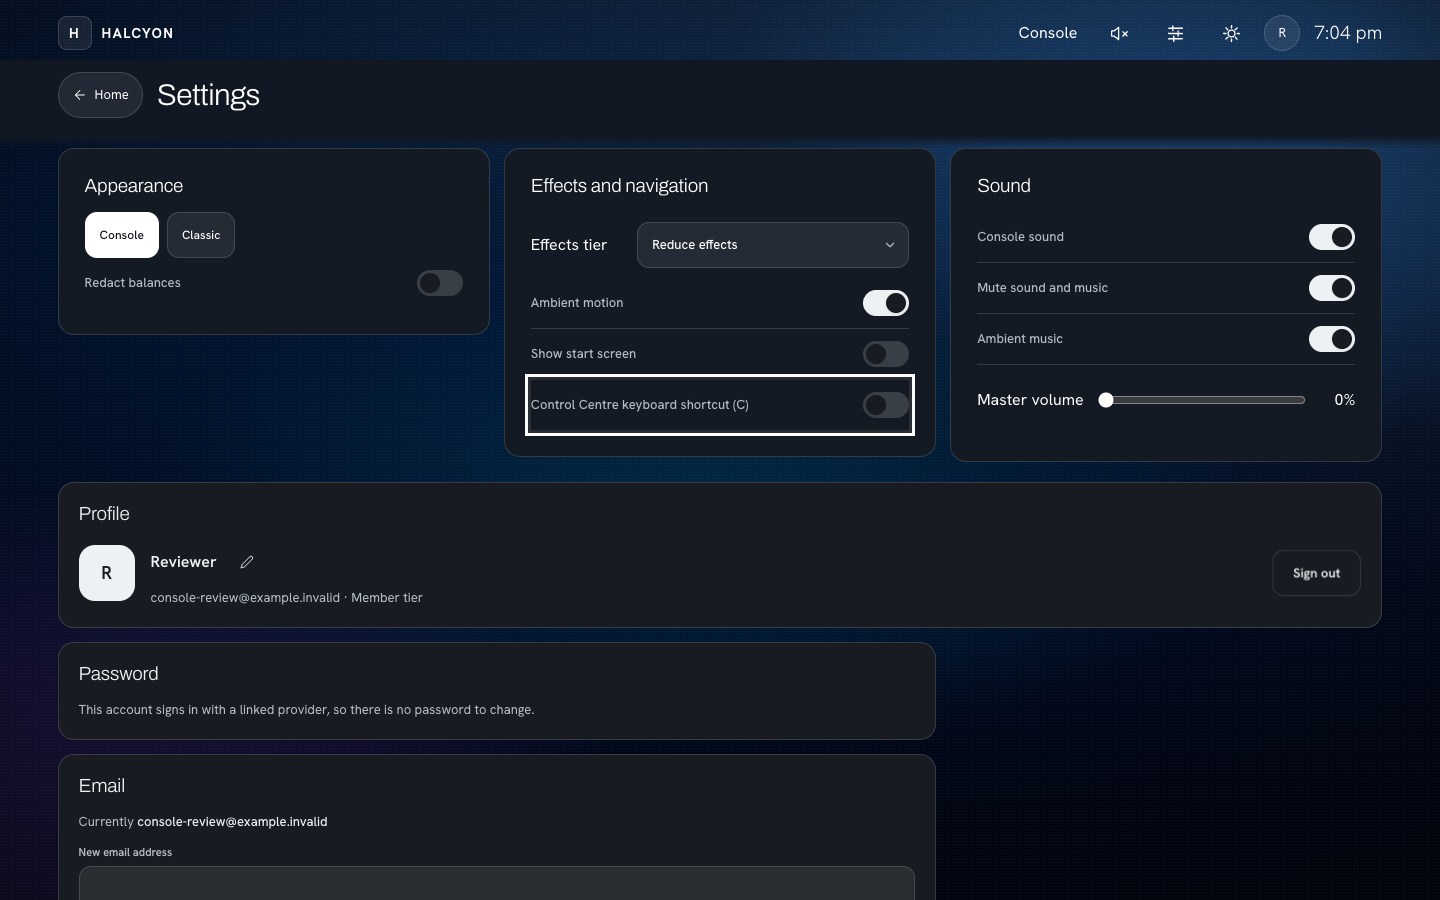 H HALCYON
Console
R
7:04 pm
Home
Settings
Appearance
Console
Classic
Redact balances
Effects and navigation
Effects tier
Reduce effects
Ambient motion
Show start screen
Control Centre keyboard shortcut (C)
Sound
Console sound
Mute sound and music
Ambient music
Master volume
0%
Profile
R
Reviewer
console-review@example.invalid · Member tier
Sign out
Password
This account signs in with a linked provider, so there is no password to change.
Email
Currently console-review@example.invalid
New email address